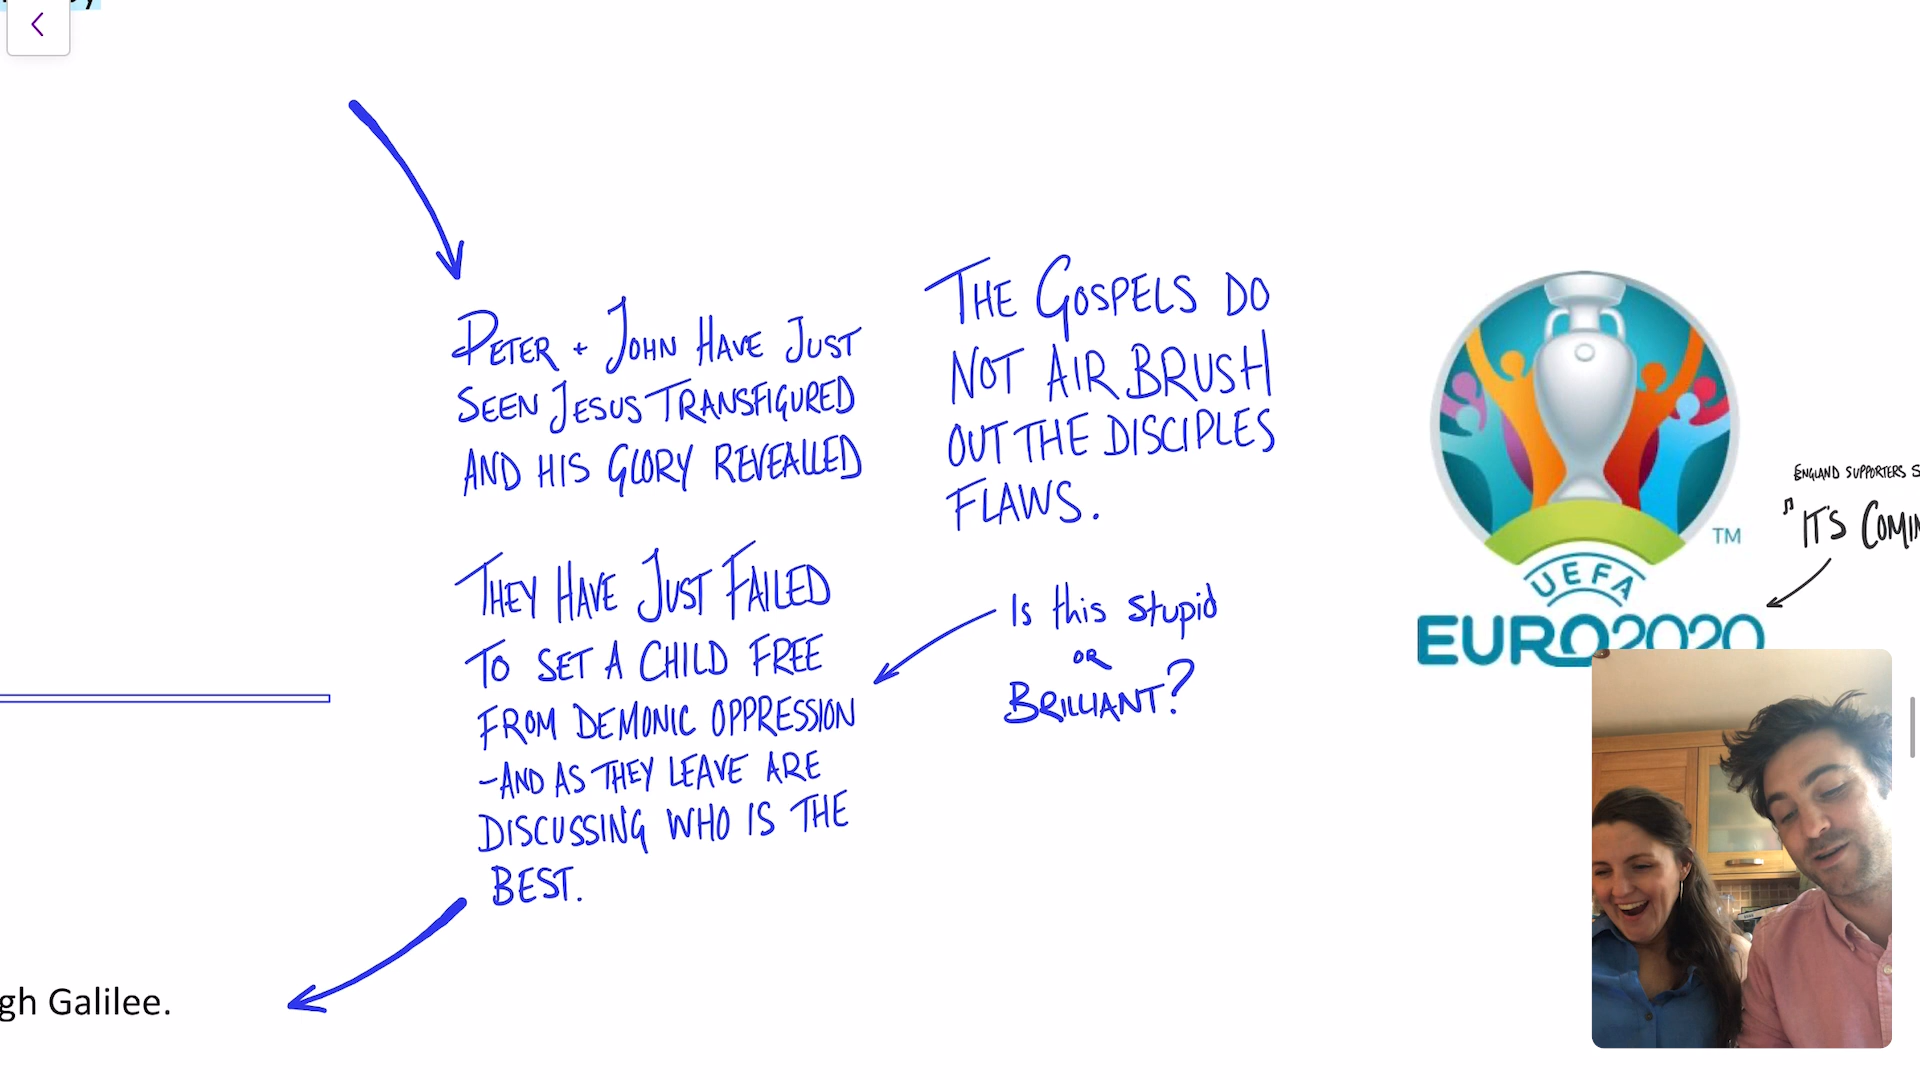 PETER + JOHN HAVE JUST
SEEN JESUS TRANSFIGURED
AND HIS GLORY REVEALLED
THEY HAVE JUST FAILED
TO SET A CHILD FREE
FROM DEMONIC OPPRESSION
-AND AS THEY LEAVE ARE
DISCUSSING WHO IS THE
BEST.
THE GOSPELS DO
NOT AIR BRUSH
OUT THE DISCIPLES
FLAWS.
Is this stupid
OR
BRILLIANT?
TM
UEFA
EURO2020
ENGLAND SUPPORTERS S
IT'S COMIN
gh Galilee.